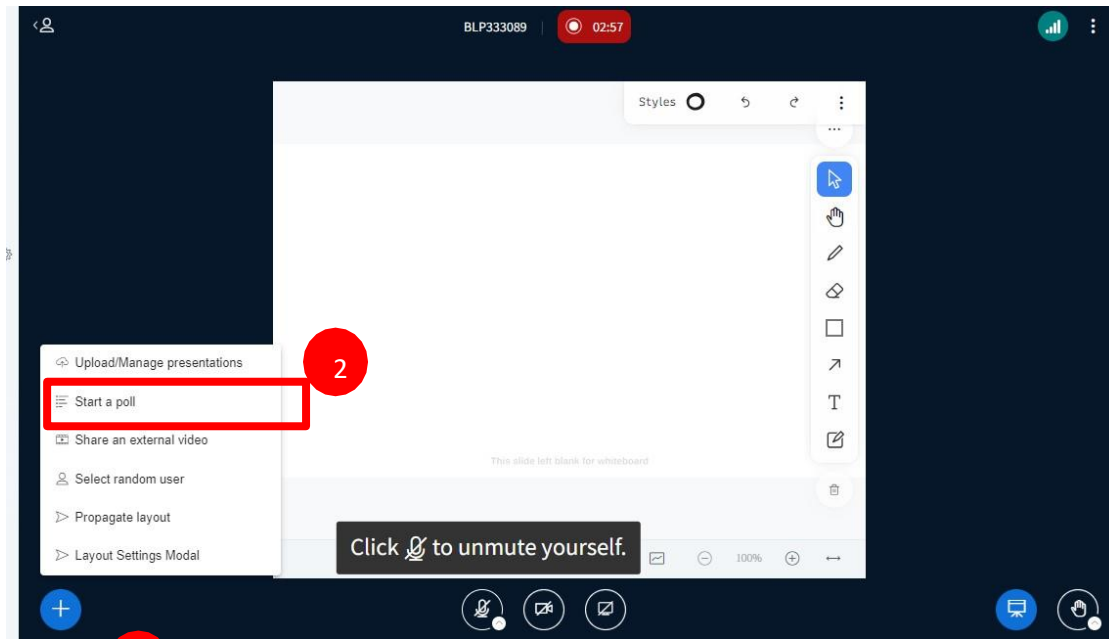 BLP333089
02:57
Styles
2
Upload/Manage presentations
Start a poll
Share an external video
Select random user
Propagate layout
Layout Settings Modal
T
This slide left blank for whiteboard
Click to unmute yourself.
100%